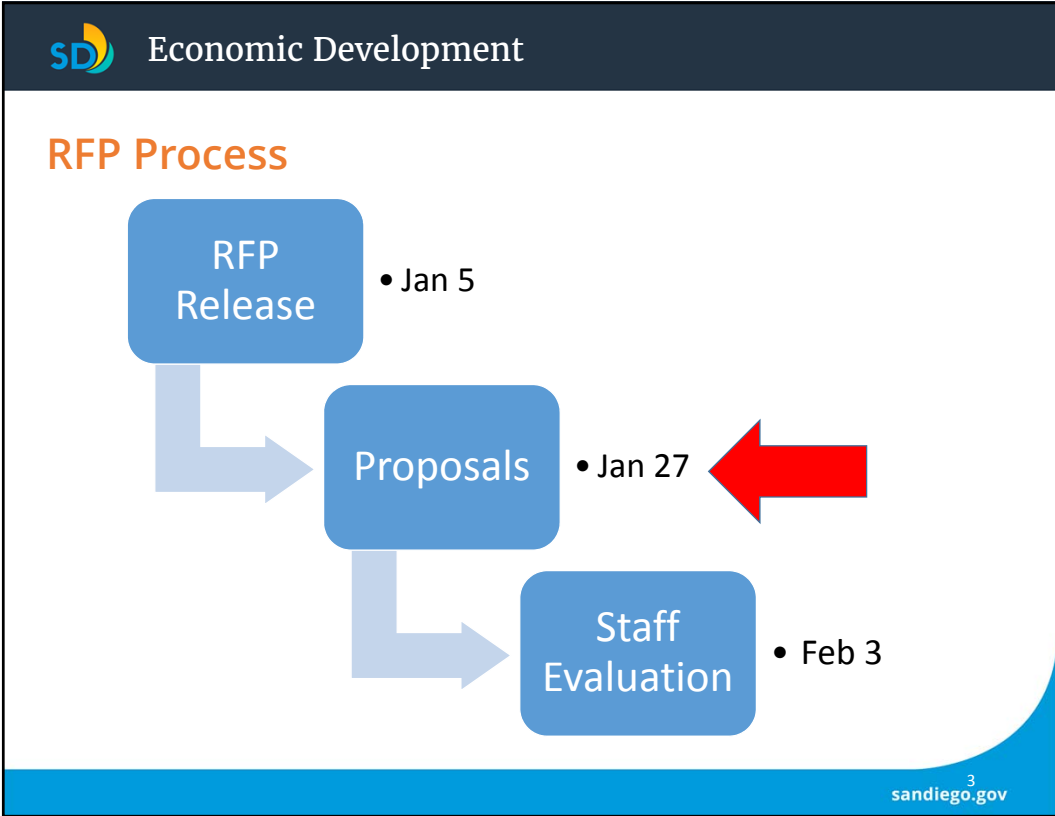 SD
Economic Development
RFP Process
RFP
Release
• Jan 5
Proposals
• Jan 27
Staff
Evaluation
• Feb 3
3
sandiego.gov